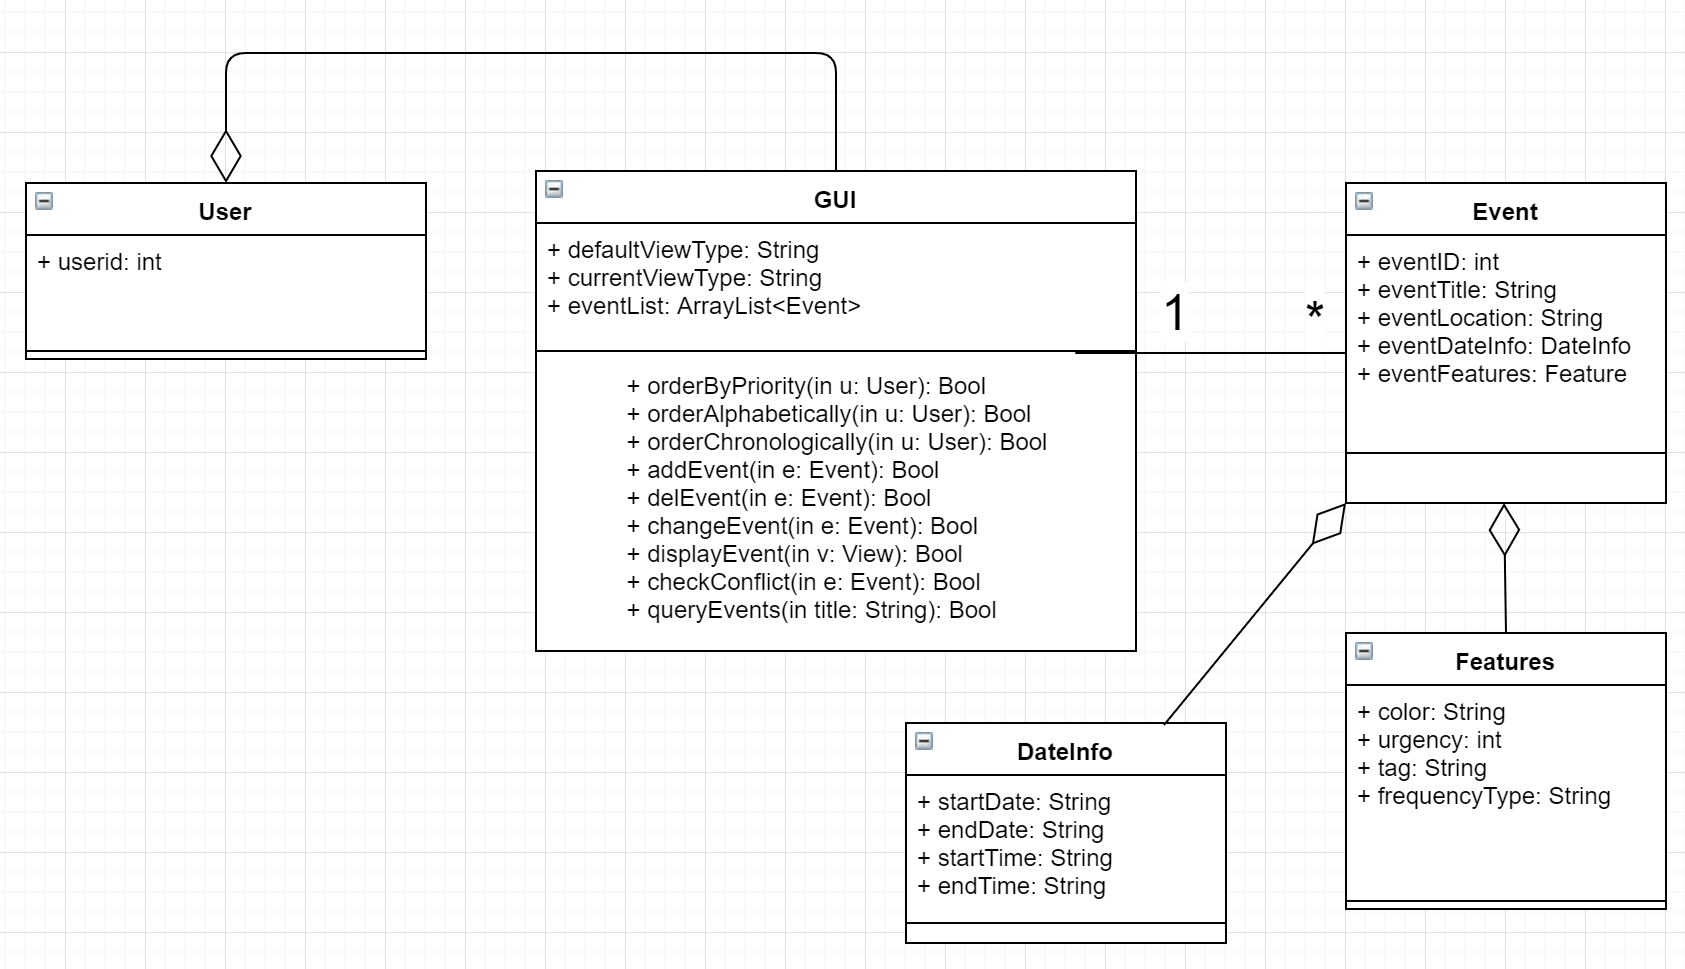 User
+ userid: int
GUI
+ defaultViewType: String
+ currentViewType: String
+ eventList: ArrayList<Event>
+ orderByPriority(in u: User): Bool
+ orderAlphabetically(in u: User): Bool
+ orderChronologically(in u: User): Bool
+ addEvent(in e: Event): Bool
+ delEvent(in e: Event): Bool
+ changeEvent(in e: Event): Bool
+ displayEvent(in v: View): Bool
+ checkConflict(in e: Event): Bool
+ queryEvents(in title: String): Bool
1
*
Event
+ eventID: int
+ eventTitle: String
+ eventLocation: String
+ eventDateInfo: DateInfo
+ eventFeatures: Feature
DateInfo
+ startDate: String
+ endDate: String
+ startTime: String
+ endTime: String
Features
+ color: String
+ urgency: int
+ tag: String
+ frequencyType: String